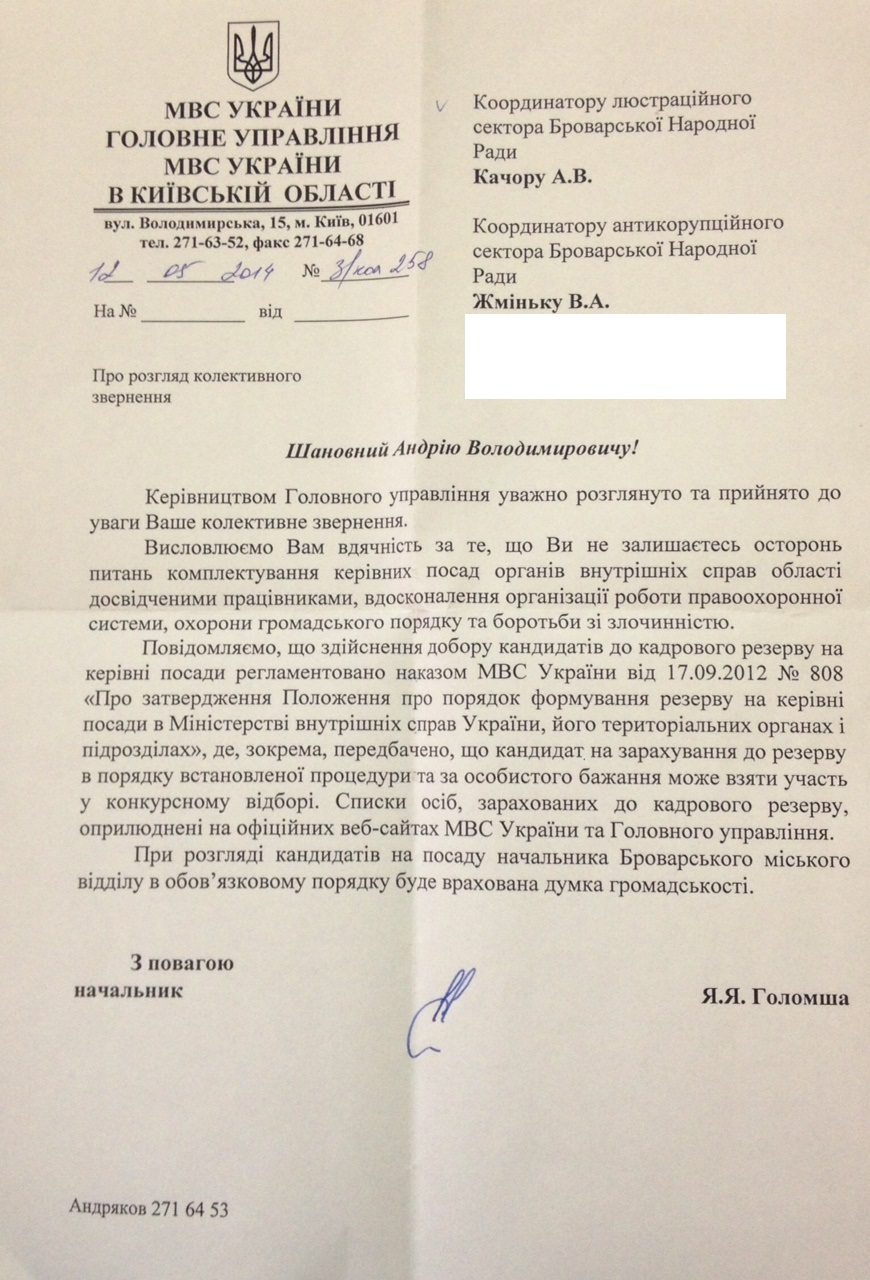 МВС УКРАЇНИ
ГОЛОВНЕ УПРАВЛІННЯ
МВС УКРАЇНИ
В КИЇВСЬКІЙ ОБЛАСТІ
вул. Володимирська, 15, м. Київ, 01601
тел. 271-63-52, факс 271-64-68
12 05 2014 № З/кол 258
На № ___________ від ____________
Координатору люстраційного
сектора Броварської Народної
Ради
Качору А.В.
Координатору антикорупційного
сектора Броварської Народної
Ради
Жміньку В.А.
Про розгляд колективного
звернення
Шановний Андрію Володимировичу!
Керівництвом Головного управління уважно розглянуто та прийнято до
уваги Ваше колективне звернення.
Висловлюємо Вам вдячність за те, що Ви не залишаєтесь осторонь
питань комплектування керівних посад органів внутрішніх справ області
досвідченими працівниками, вдосконалення організації роботи правоохоронної
системи, охорони громадського порядку та боротьби зі злочинністю.
Повідомляємо, що здійснення добору кандидатів до кадрового резерву на
керівні посади регламентовано наказом МВС України від 17.09.2012 № 808
«Про затвердження Положення про порядок формування резерву на керівні
посади в Міністерстві внутрішніх справ України, його територіальних органах і
підрозділах», де, зокрема, передбачено, що кандидат на зарахування до резерву
в порядку встановленої процедури та за особистого бажання може взяти участь
у конкурсному відборі. Списки осіб, зарахованих до кадрового резерву,
оприлюднені на офіційних веб-сайтах МВС України та Головного управління.
При розгляді кандидатів на посаду начальника Броварського міського
відділу в обов’язковому порядку буде врахована думка громадськості.
З повагою
начальник
Я.Я. Голомша
Андряков 271 64 53